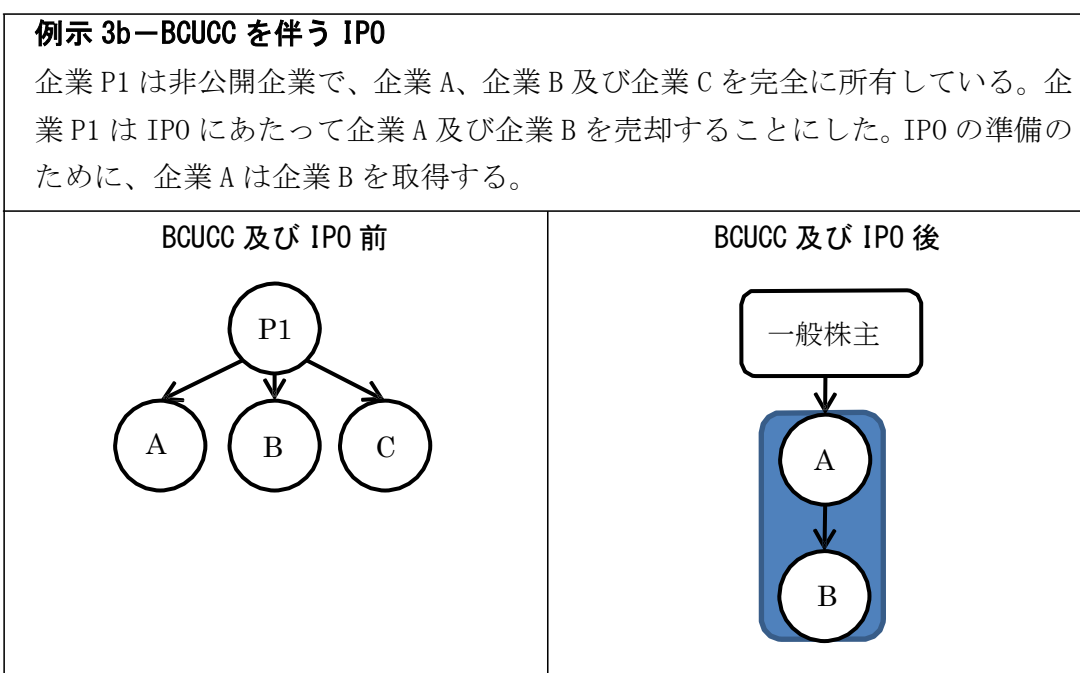 例示 3b－BCUCC を伴う IPO
企業 P1 は非公開企業で、企業 A、企業 B 及び企業 C を完全に所有している。企
業 P1 は IPO にあたって企業 A 及び企業 B を売却することにした。IPO の準備の
ために、企業 A は企業 B を取得する。
BCUCC 及び IPO 前
BCUCC 及び IPO 後
P1
A
B
C
一般株主
A
B